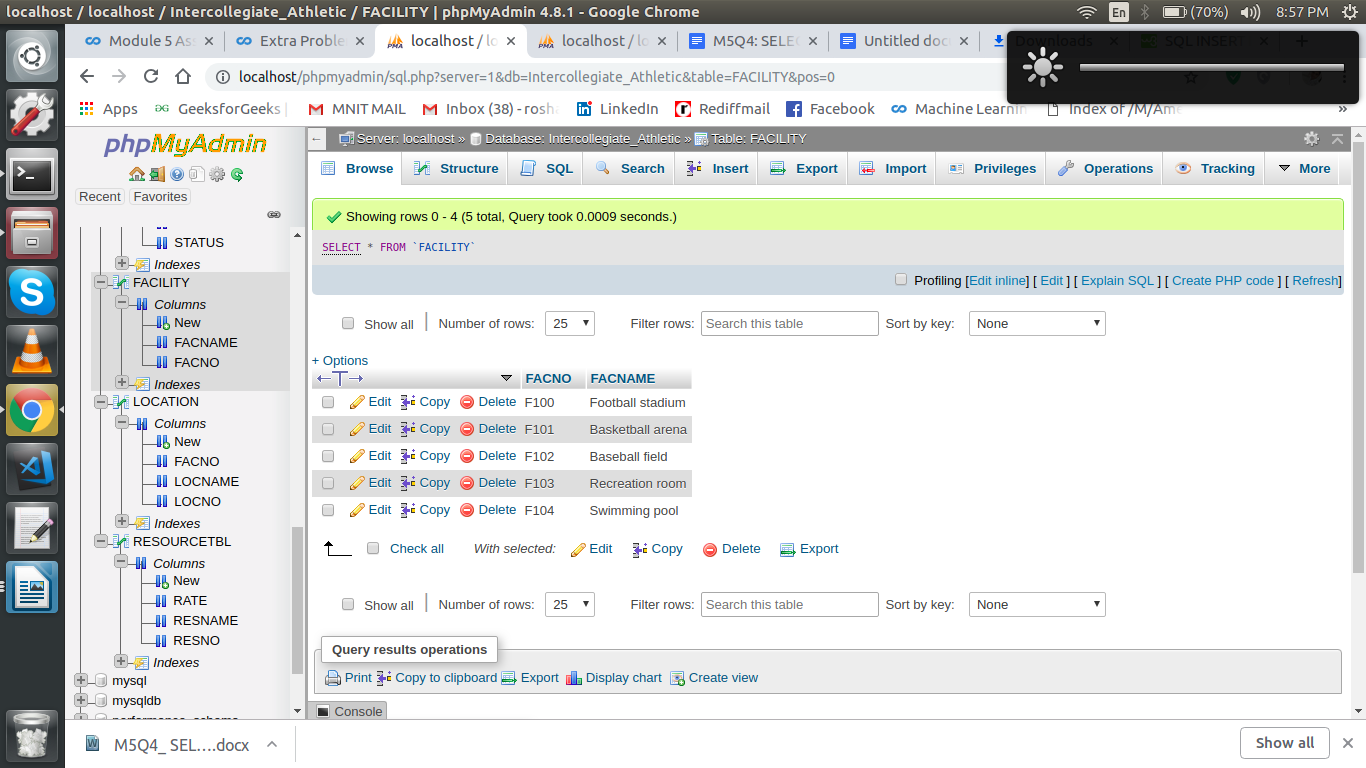 localhost / localhost / Intercollegiate_Athletic / FACILITY | phpMyAdmin 4.8.1 - Google Chrome
En (70%) 8:57 PM
Module 5 As × Extra Proble × localhost / lo × localhost / lo × M5Q4: SELEC × Untitled doc × Downloads × SQL INSERT × +
localhost/phpmyadmin/sql.php?server=1&db=Intercollegiate_Athletic&table=FACILITY&pos=0
Apps GeeksforGeeks | MNIT MAIL Inbox (38) - rosh LinkedIn Rediffmail Facebook Machine Learnin Index of /M/Ame »
phpMyAdmin
Recent Favorites
STATUS
Indexes
FACILITY
Columns
New
FACNAME
FACNO
Indexes
LOCATION
Columns
New
FACNO
LOCNAME
LOCNO
Indexes
RESOURCETBL
Columns
New
RATE
RESNAME
RESNO
Indexes
mysql
mysqldb
performance_schema
Server: localhost » Database: Intercollegiate_Athletic » Table: FACILITY
Browse Structure SQL Search Insert Export Import Privileges Operations Tracking More
Showing rows 0 - 4 (5 total, Query took 0.0009 seconds.)
SELECT * FROM `FACILITY`
Profiling [Edit inline] [ Edit ] [ Explain SQL ] [ Create PHP code ] [ Refresh]
Show all | Number of rows: 25 Filter rows: Search this table Sort by key: None
+ Options
←T→ FACNO FACNAME
Edit Copy Delete F100 Football stadium
Edit Copy Delete F101 Basketball arena
Edit Copy Delete F102 Baseball field
Edit Copy Delete F103 Recreation room
Edit Copy Delete F104 Swimming pool
Check all With selected: Edit Copy Delete Export
Show all | Number of rows: 25 Filter rows: Search this table Sort by key: None
Query results operations
Print Copy to clipboard Export Display chart Create view
Console
M5Q4_ SEL....docx
Show all ×